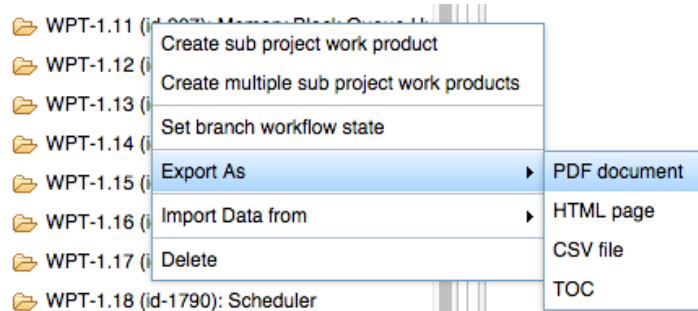 WPT-1.11 (id-
Create sub project work product
WPT-1.12 (i
Create multiple sub project work products
WPT-1.13 (i
Set branch workflow state
WPT-1.14 (i
Export As
PDF document
WPT-1.15 (i
HTML page
WPT-1.16 (i
Import Data from
CSV file
WPT-1.17 (i
Delete
TOC
WPT-1.18 (id-1790): Scheduler